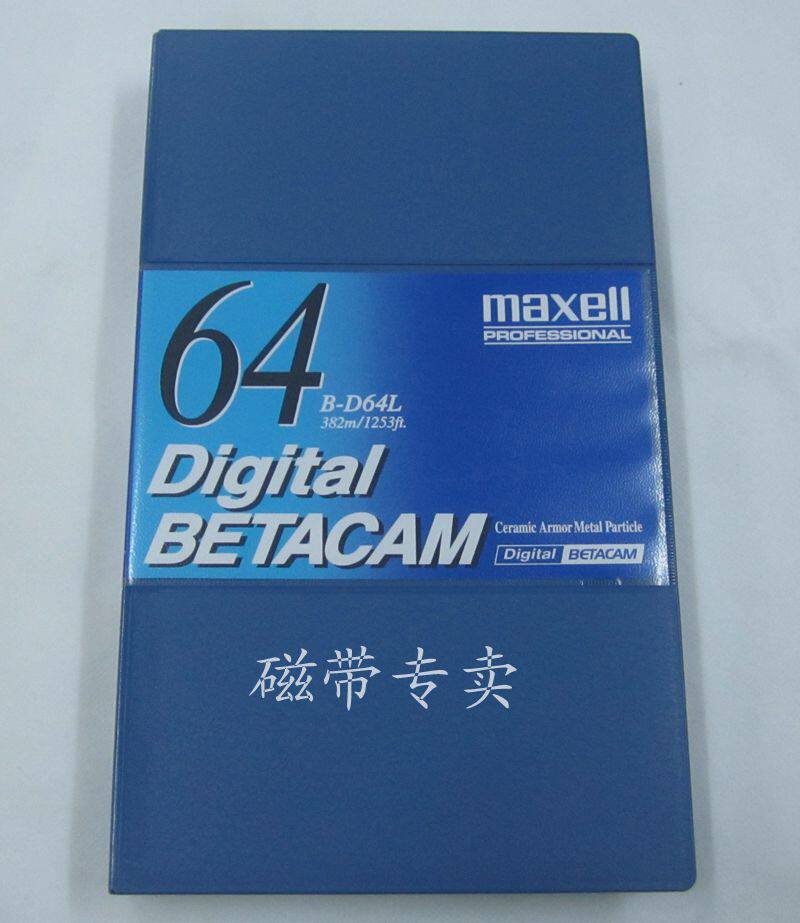 64
maxell
PROFESSIONAL
B-D64L
382m/1253ft.
Digital
BETACAM
Ceramic Armor Metal Particle
Digital BETACAM
磁带专卖